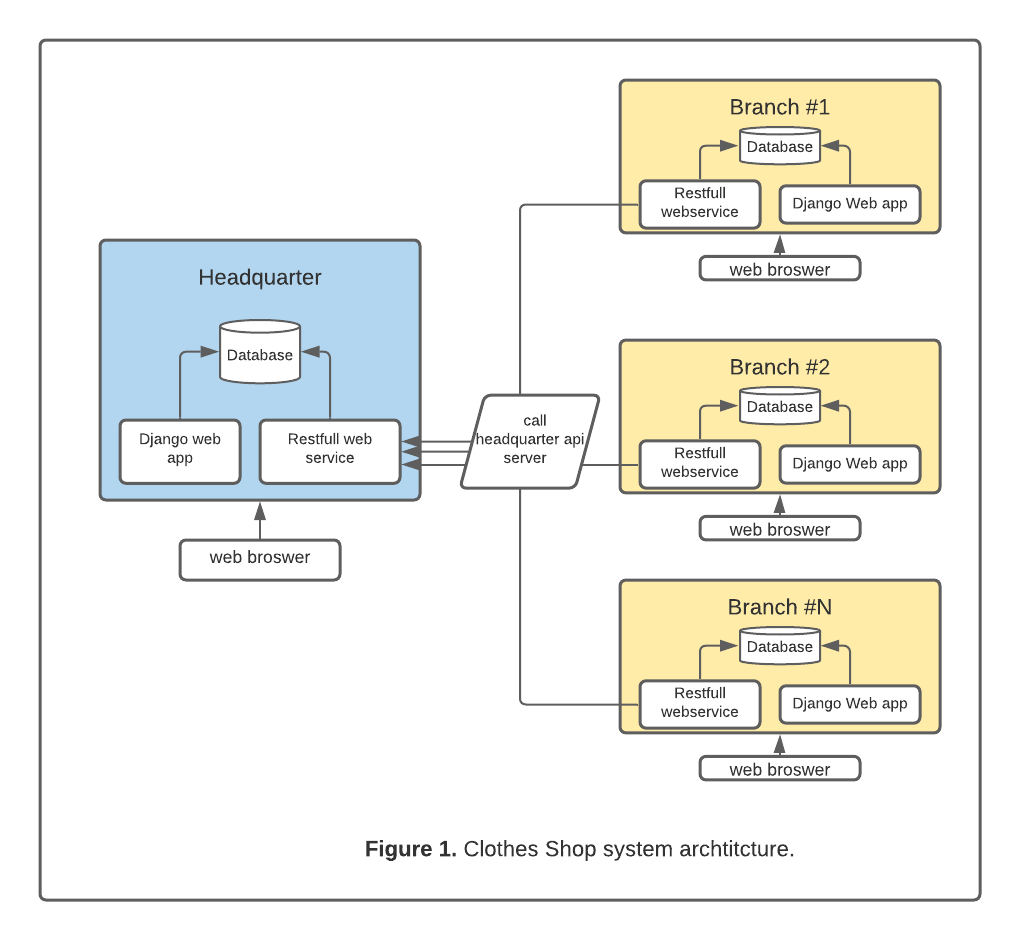 Branch #1
Database
Restfull
webservice
Django Web app
web broswer
Headquarter
Database
Django web
app
Restfull web
service
web broswer
call
headquarter api
server
Branch #2
Database
Restfull
webservice
Django Web app
web broswer
Branch #N
Database
Restfull
webservice
Django Web app
web broswer
Figure 1. Clothes Shop system archtitcture.